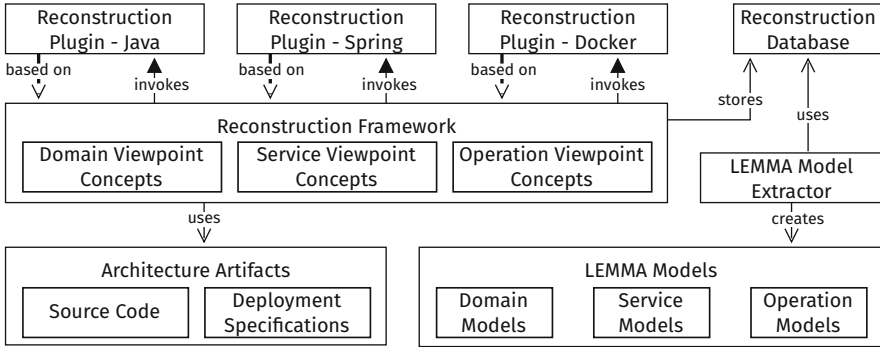 Reconstruction
Plugin - Java
Reconstruction
Plugin - Spring
Reconstruction
Plugin - Docker
Reconstruction
Database
based on
invokes
based on
invokes
based on
invokes
stores
uses
Reconstruction Framework
Domain Viewpoint
Concepts
Service Viewpoint
Concepts
Operation Viewpoint
Concepts
LEMMA Model
Extractor
uses
creates
Architecture Artifacts
Source Code
Deployment
Specifications
LEMMA Models
Domain
Models
Service
Models
Operation
Models